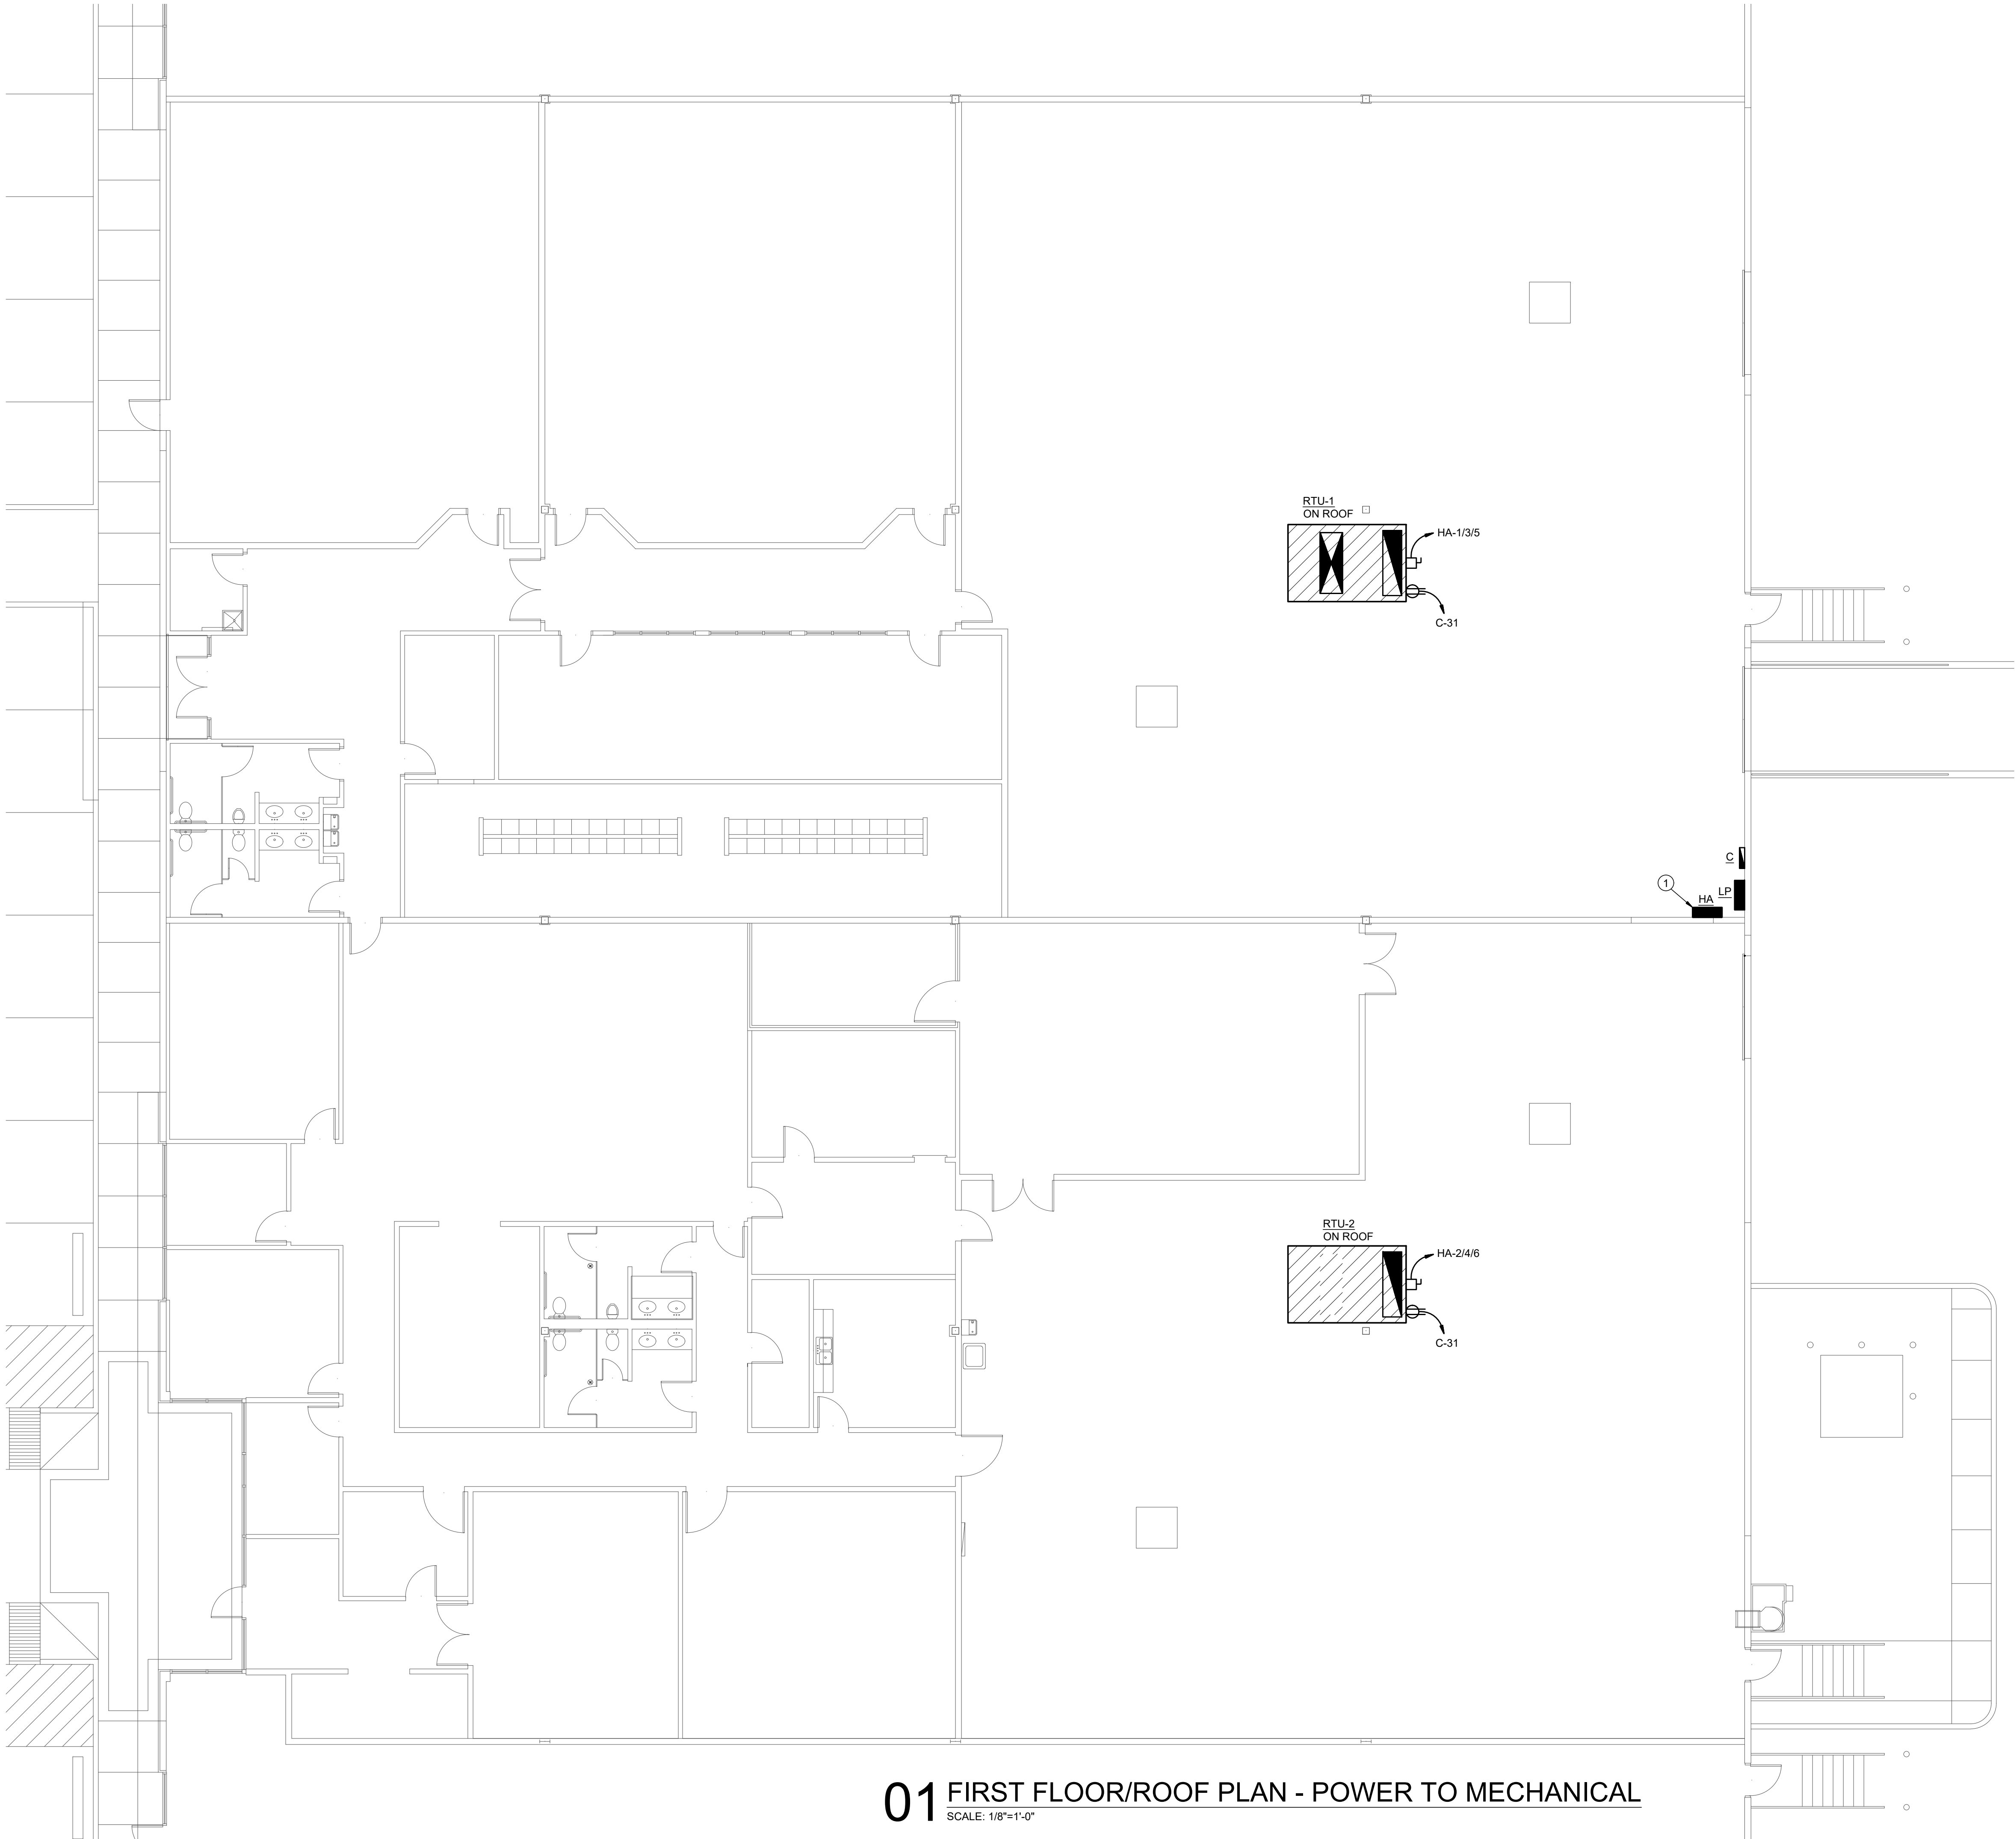 RTU-1
ON ROOF
HA-1/3/5
C-31
C
1
LP
HA
RTU-2
ON ROOF
HA-2/4/6
C-31
01 FIRST FLOOR/ROOF PLAN - POWER TO MECHANICAL
SCALE: 1/8"=1'-0"